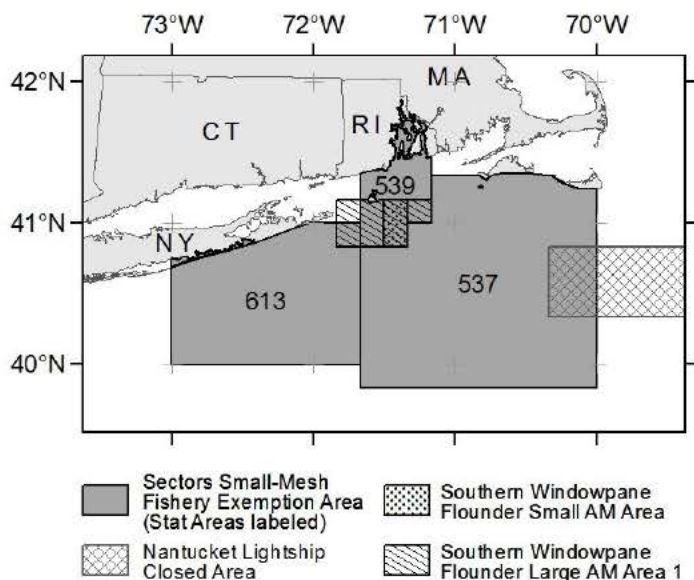 73°W 72°W 71°W 70°W
42°N
MA
CT
RI
539
41°N
NY
613
537
40°N
Sectors Small-Mesh
Fishery Exemption Area
(Stat Areas labeled)
Nantucket Lightship
Closed Area
Southern Windowpane
Flounder Small AM Area
Southern Windowpane
Flounder Large AM Area 1